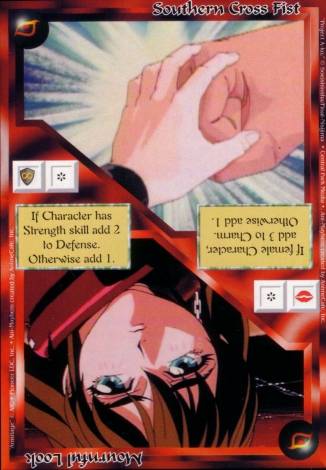 Southern Cross Fist
If Character has
Strength skill add 2
to Defense.
Otherwise add 1.
If female Character,
add 3 to Charm.
Otherwise add 1.
Mournful Look